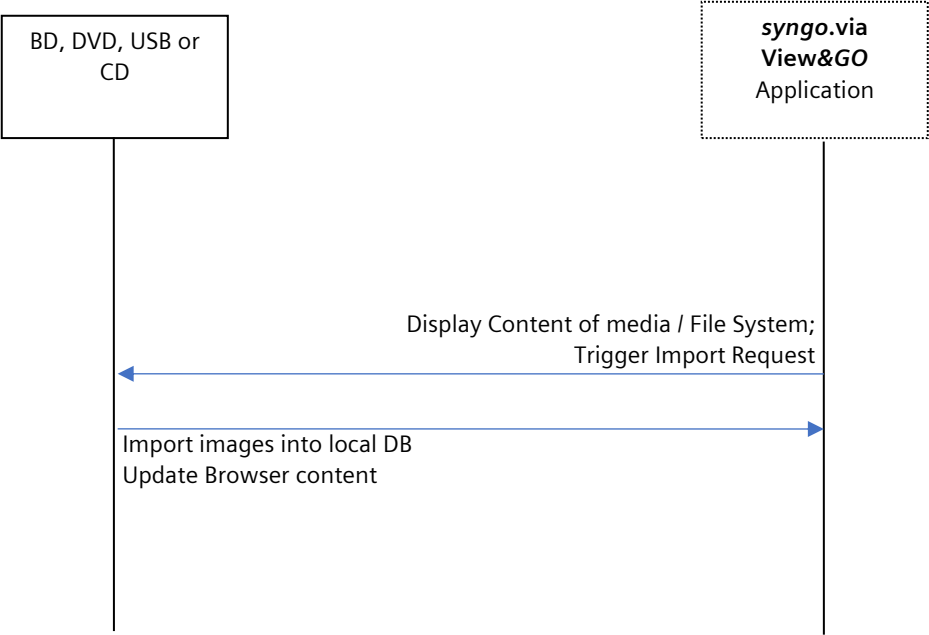 BD, DVD, USB or
CD
syngo.via
View&GO
Application
Display Content of media / File System;
Trigger Import Request
Import images into local DB
Update Browser content